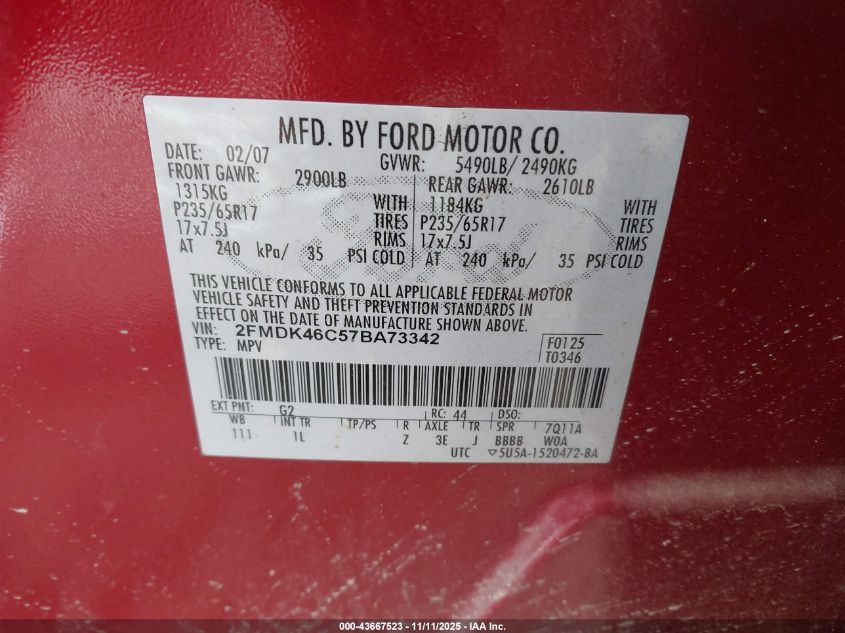 MFD. BY FORD MOTOR CO.
DATE: 02/07 GVWR: 5490LB/ 2490KG
FRONT GAWR: 2900LB REAR GAWR: 2610LB
1315KG WITH 1184KG WITH
P235/65R17 TIRES P235/65R17 TIRES
17x7.5J RIMS 17x7.5J RIMS
AT 240 kPa/ 35 PSI COLD AT 240 kPa/ 35 PSI COLD
THIS VEHICLE CONFORMS TO ALL APPLICABLE FEDERAL MOTOR
VEHICLE SAFETY AND THEFT PREVENTION STANDARDS IN
EFFECT ON THE DATE OF MANUFACTURE SHOWN ABOVE.
VIN: 2FMDK46C57BA73342 F0125
TYPE: MPV T0346
EXT PNT: G2 RC: 44 DSO:
WB INT TR TP/PS R AXLE TR SPR 7Q11A
111 1L Z 3E J BBBB W0A
UTC ▽5U5A-1520472-BA
000-43667523 - 11/11/2025 - IAA Inc.